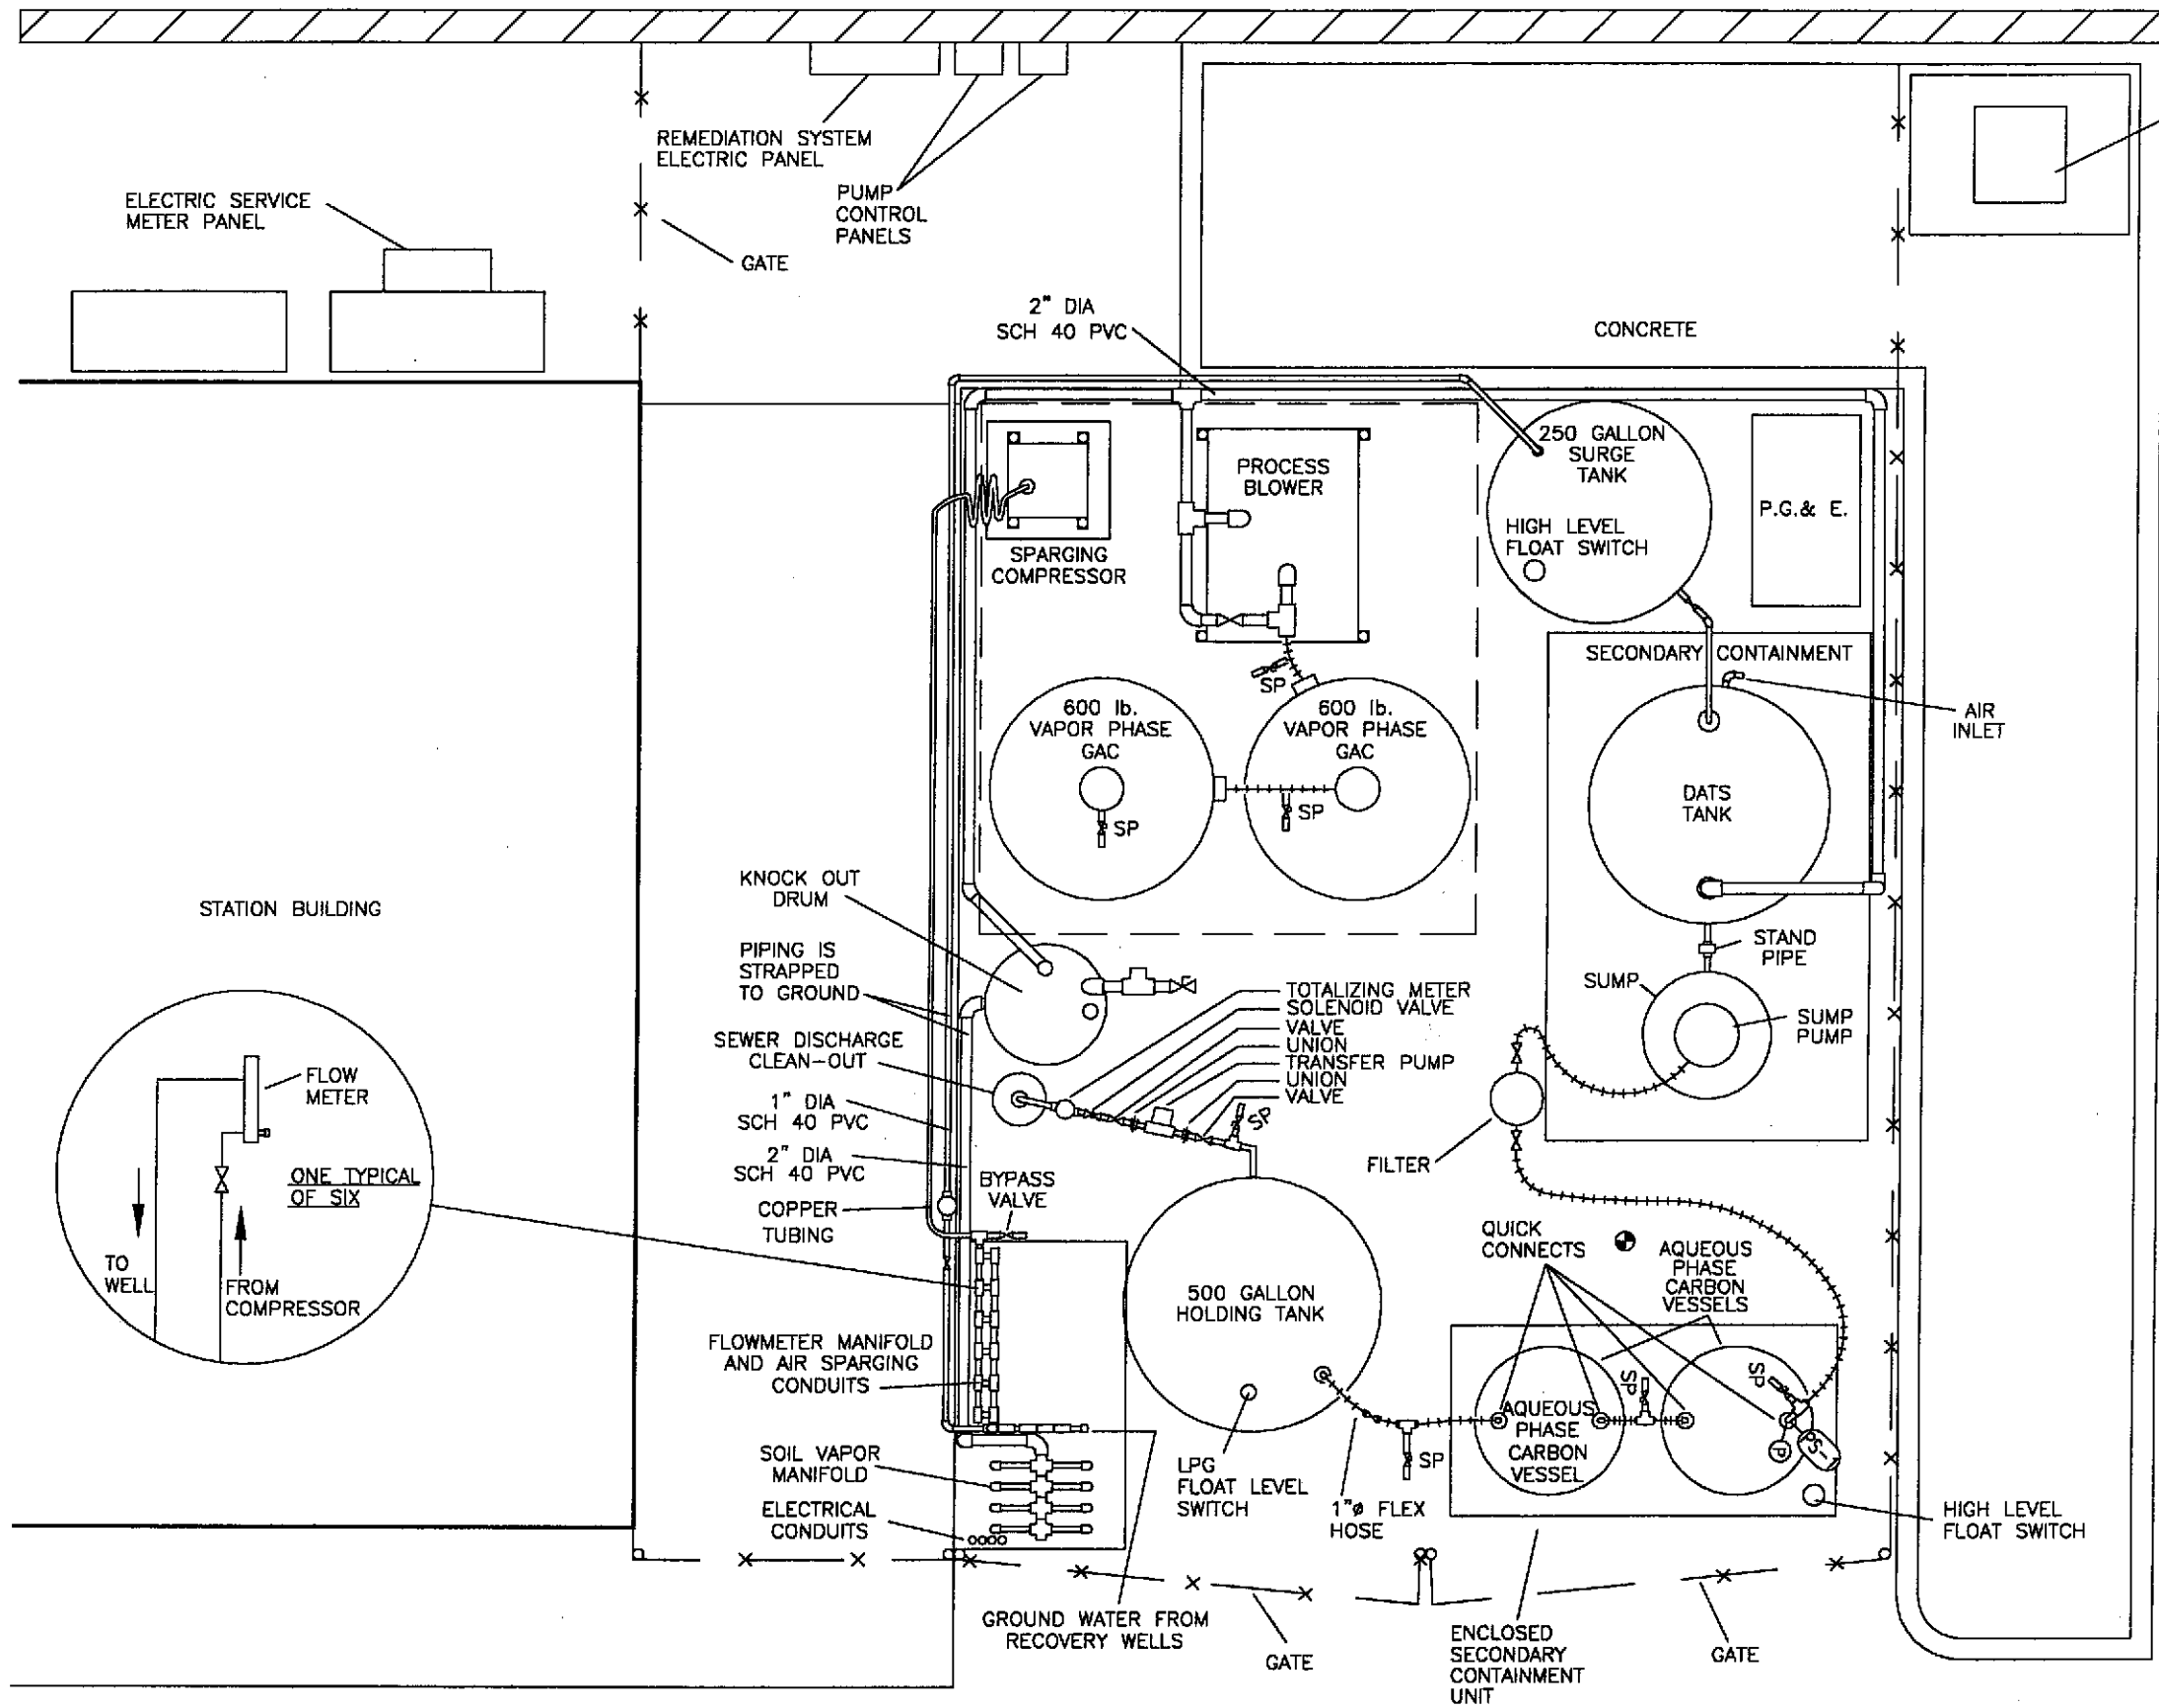 REMEDIATION SYSTEM
ELECTRIC PANEL
PUMP
CONTROL
PANELS
ELECTRIC SERVICE
METER PANEL
GATE
2" DIA
SCH 40 PVC
CONCRETE
250 GALLON
SURGE
TANK
HIGH LEVEL
FLOAT SWITCH
P.G.& E.
PROCESS
BLOWER
SPARGING
COMPRESSOR
SECONDARY CONTAINMENT
SP
600 lb.
VAPOR PHASE
GAC
SP
600 lb.
VAPOR PHASE
GAC
SP
AIR
INLET
DATS
TANK
KNOCK OUT
DRUM
STATION BUILDING
PIPING IS
STRAPPED
TO GROUND
STAND
PIPE
SUMP
SUMP
PUMP
TOTALIZING METER
SOLENOID VALVE
VALVE
UNION
TRANSFER PUMP
UNION
VALVE
SP
SEWER DISCHARGE
CLEAN-OUT
1" DIA
SCH 40 PVC
2" DIA
SCH 40 PVC
FLOW
METER
ONE TYPICAL
OF SIX
TO
WELL
FROM
COMPRESSOR
FILTER
BYPASS
VALVE
COPPER
TUBING
QUICK
CONNECTS
AQUEOUS
PHASE
CARBON
VESSELS
500 GALLON
HOLDING TANK
FLOWMETER MANIFOLD
AND AIR SPARGING
CONDUITS
SP
SP
AQUEOUS
PHASE
CARBON
VESSEL
P
SP
SOIL VAPOR
MANIFOLD
LPG
FLOAT LEVEL
SWITCH
SP
1"ø FLEX
HOSE
ELECTRICAL
CONDUITS
HIGH LEVEL
FLOAT SWITCH
GROUND WATER FROM
RECOVERY WELLS
GATE
ENCLOSED
SECONDARY
CONTAINMENT
UNIT
GATE